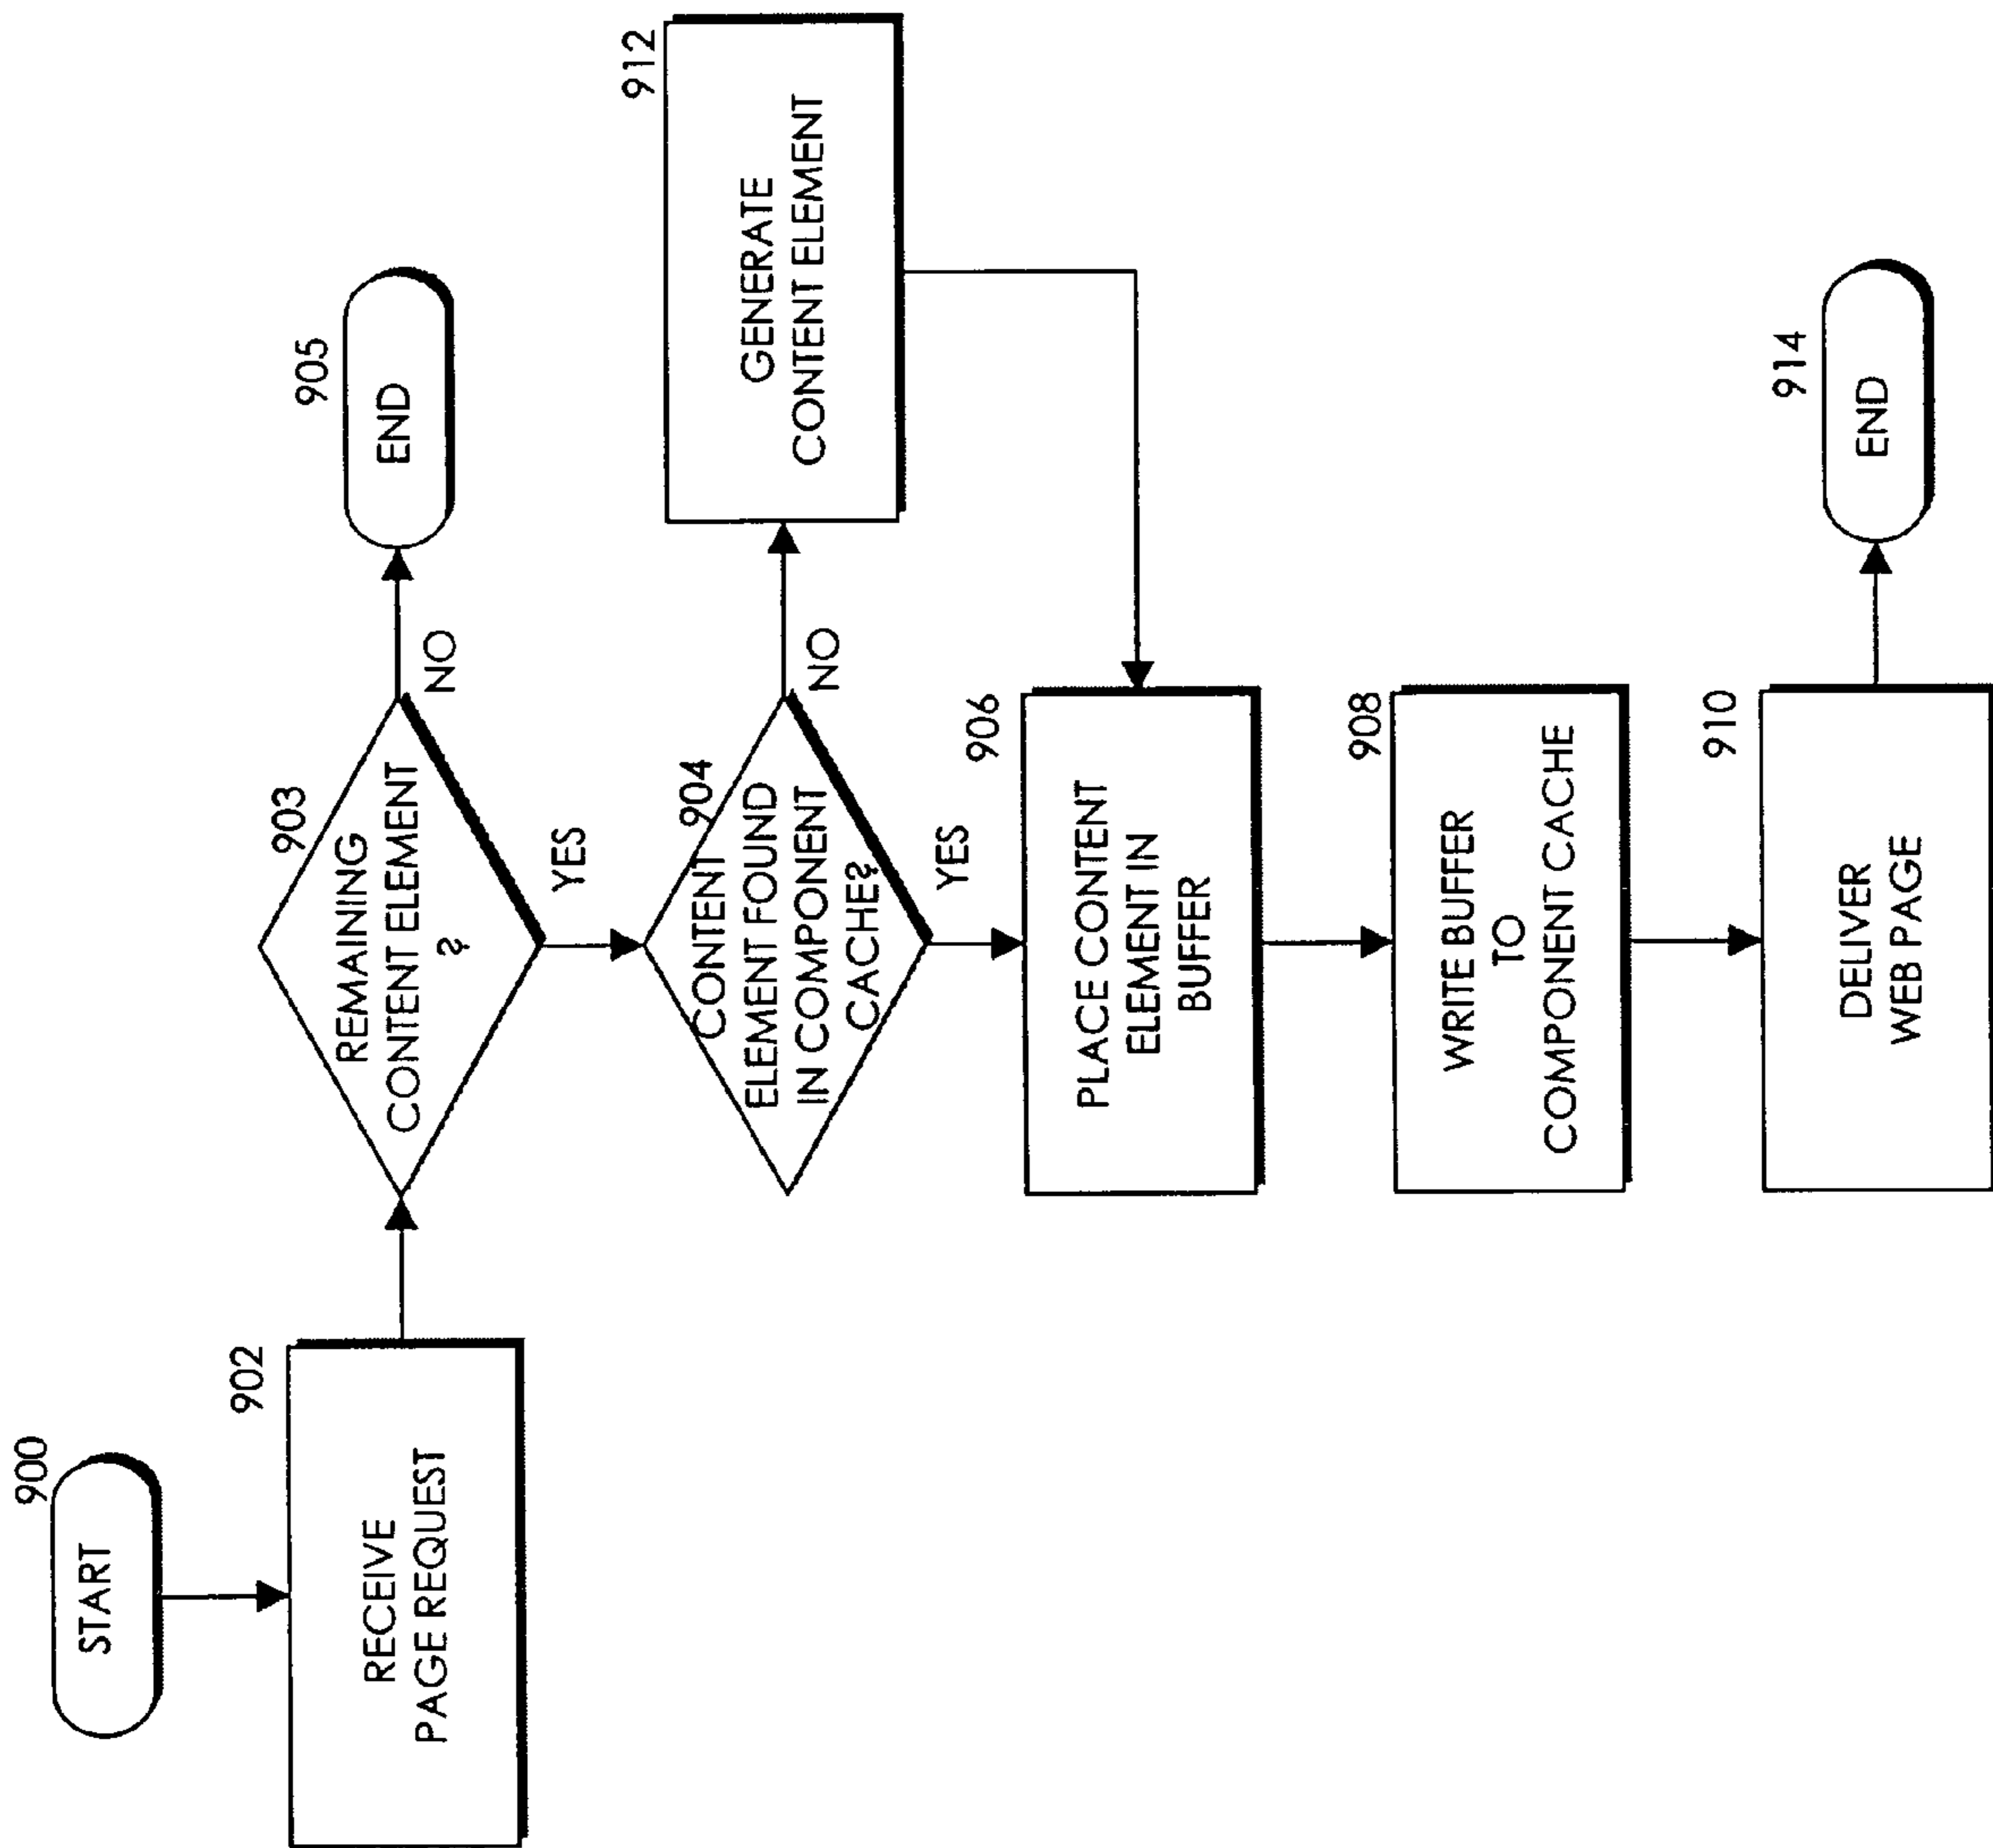 900
START
902
RECEIVE
PAGE REQUEST
903
REMAINING
CONTENT ELEMENT
?
NO
905
END
YES
904
CONTENT
ELEMENT FOUND
IN COMPONENT
CACHE?
NO
912
GENERATE
CONTENT ELEMENT
YES
906
PLACE CONTENT
ELEMENT IN
BUFFER
908
WRITE BUFFER
TO
COMPONENT CACHE
910
DELIVER
WEB PAGE
914
END